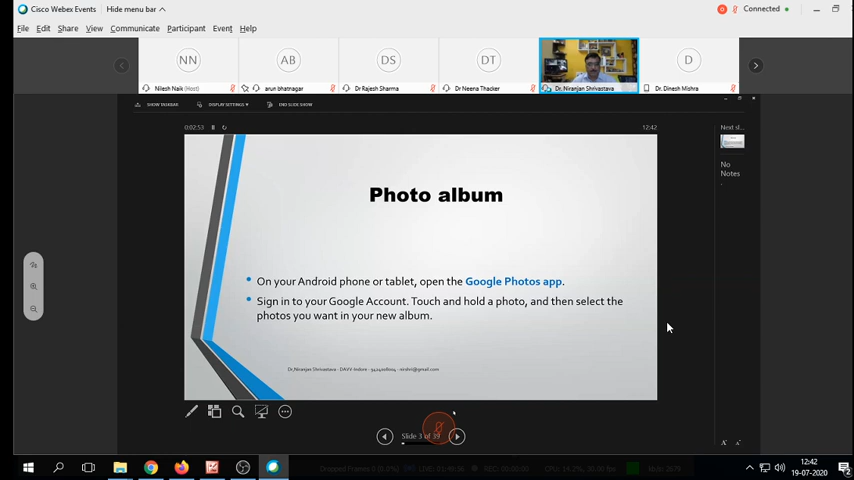 Cisco Webex Events Hide menu bar
Connected
File Edit Share View Communicate Participant Event Help
NN
AB
DS
DT
D
Nilesh Naik (Host)
arun bhatnagar
Dr Rajesh Sharma
Dr Neena Thacker
Dr. Niranjan Shrivastava
Dr. Dinesh Mishra
SHOW TASKBAR DISPLAY SETTINGS END SLIDE SHOW
0:02:53
12:42
Next sl...
No
Notes
.
Photo album
• On your Android phone or tablet, open the Google Photos app.
• Sign in to your Google Account. Touch and hold a photo, and then select the
photos you want in your new album.
Slide 3 of 39
12:42
19-07-2020